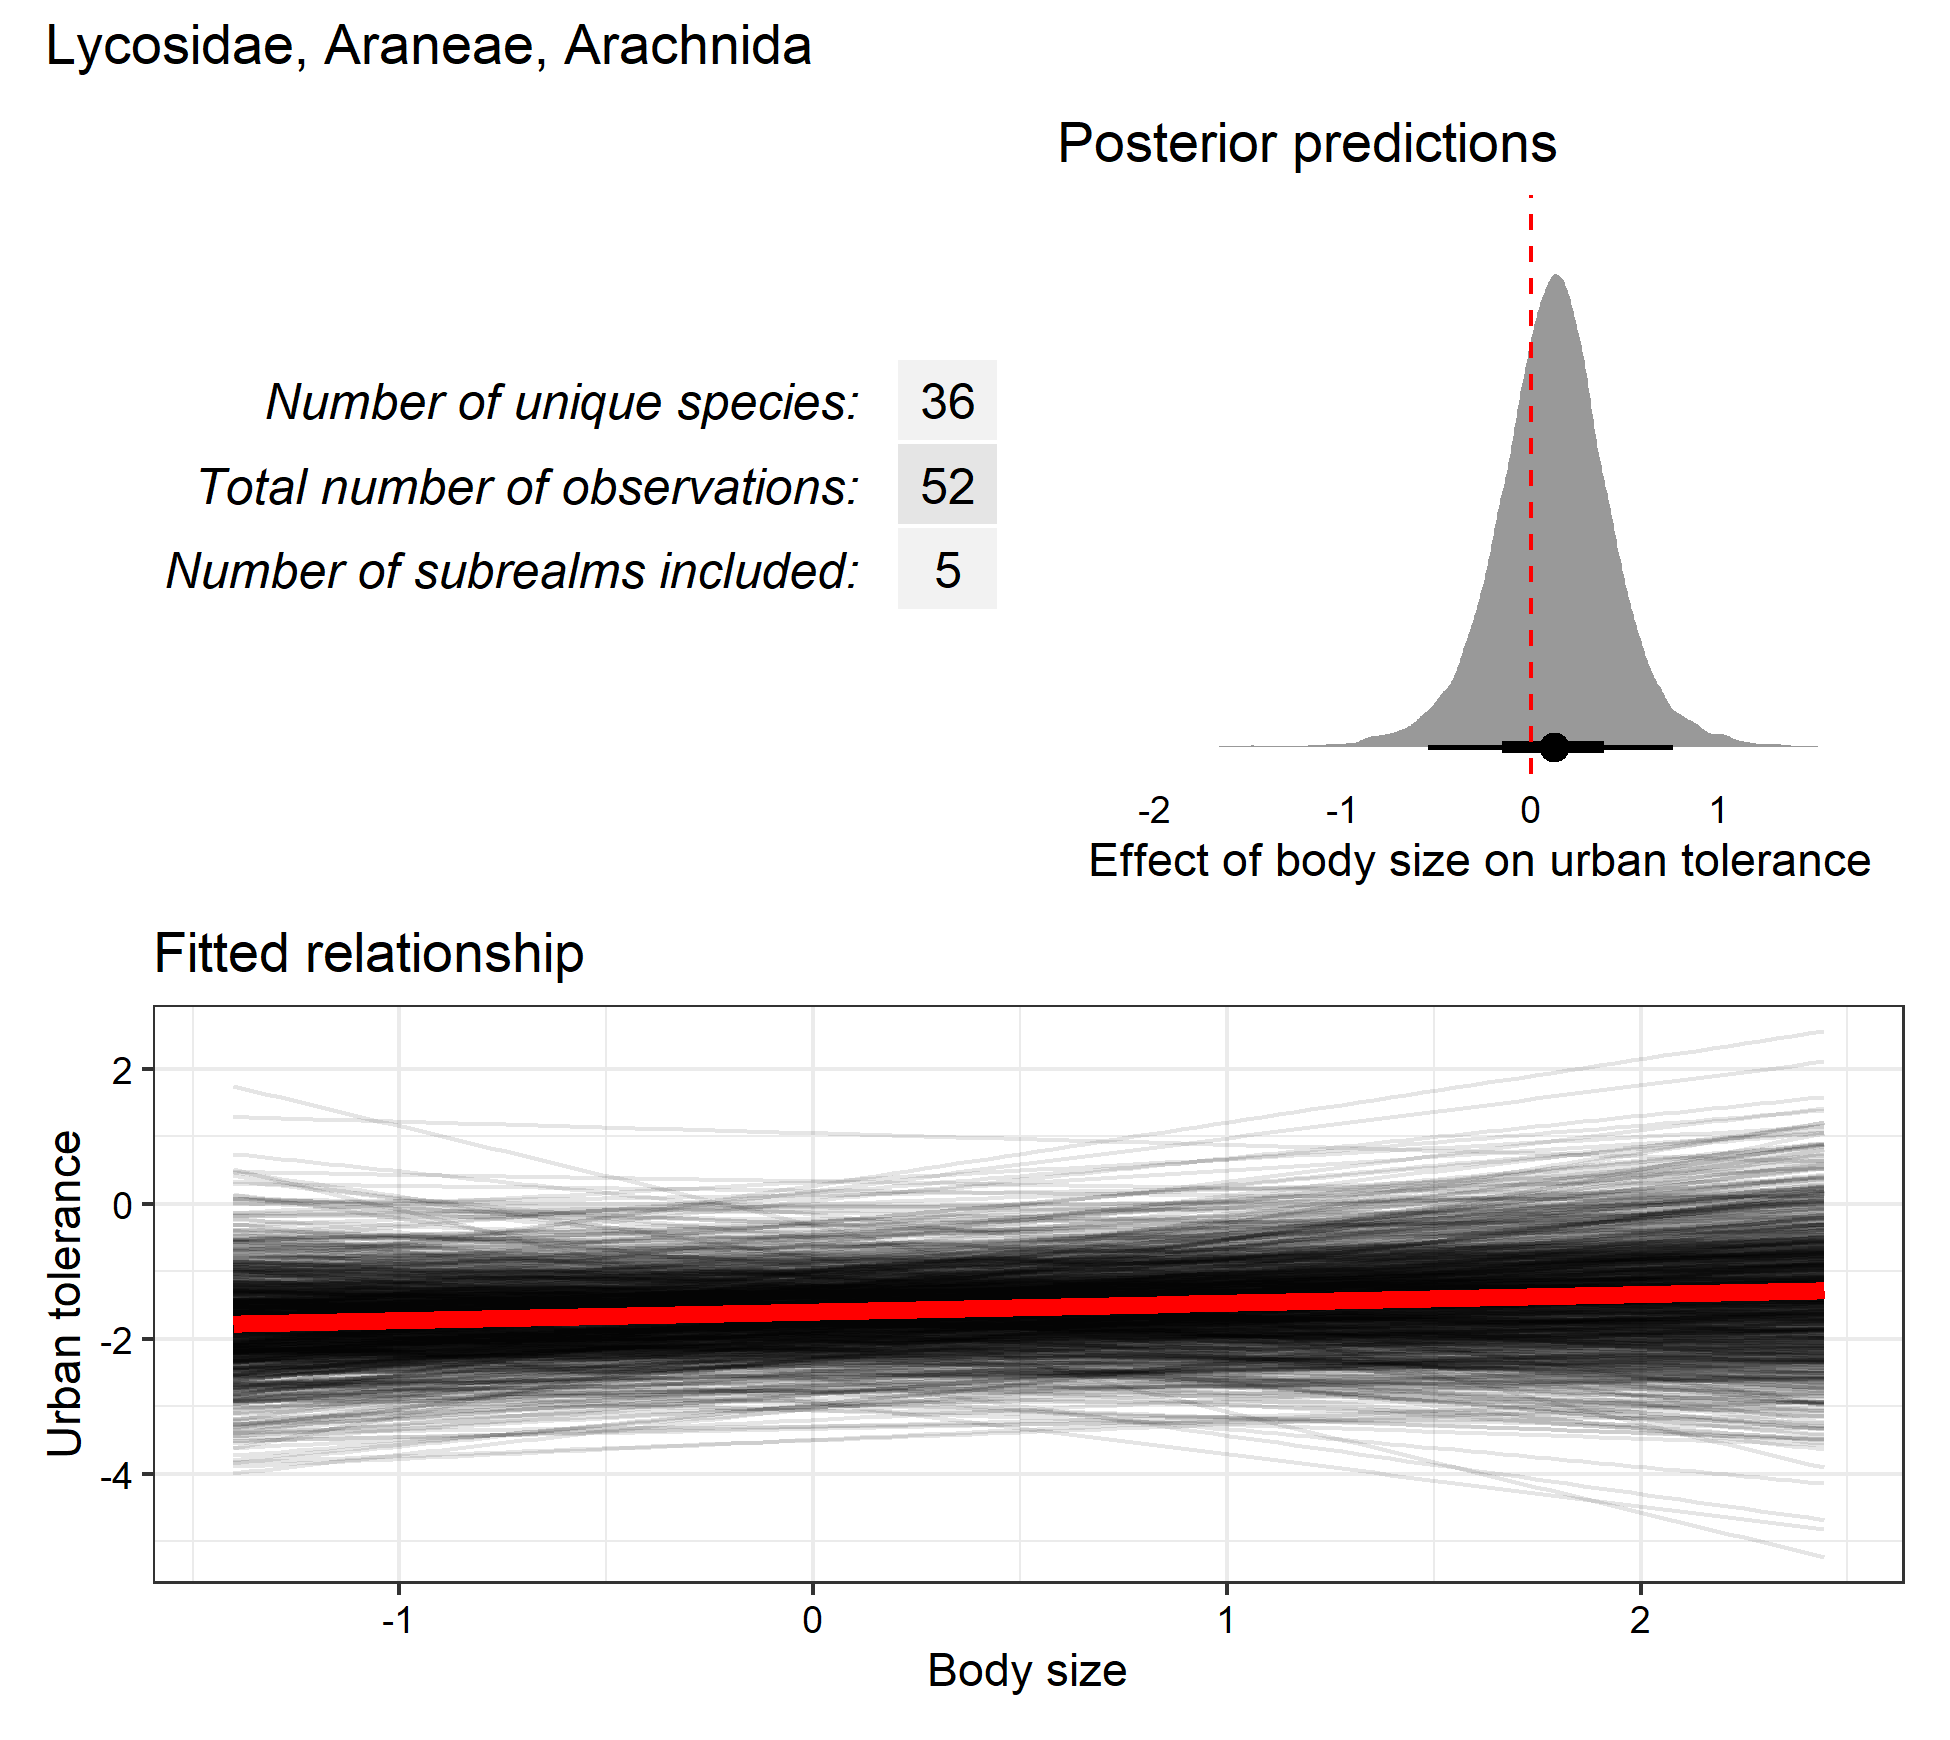 Lycosidae, Araneae, Arachnida
Posterior predictions
Number of unique species: 36
Total number of observations: 52
Number of subrealms included: 5
-2 -1 0 1
Effect of body size on urban tolerance
Fitted relationship
Urban tolerance
2
0
-2
-4
-1 0 1 2
Body size